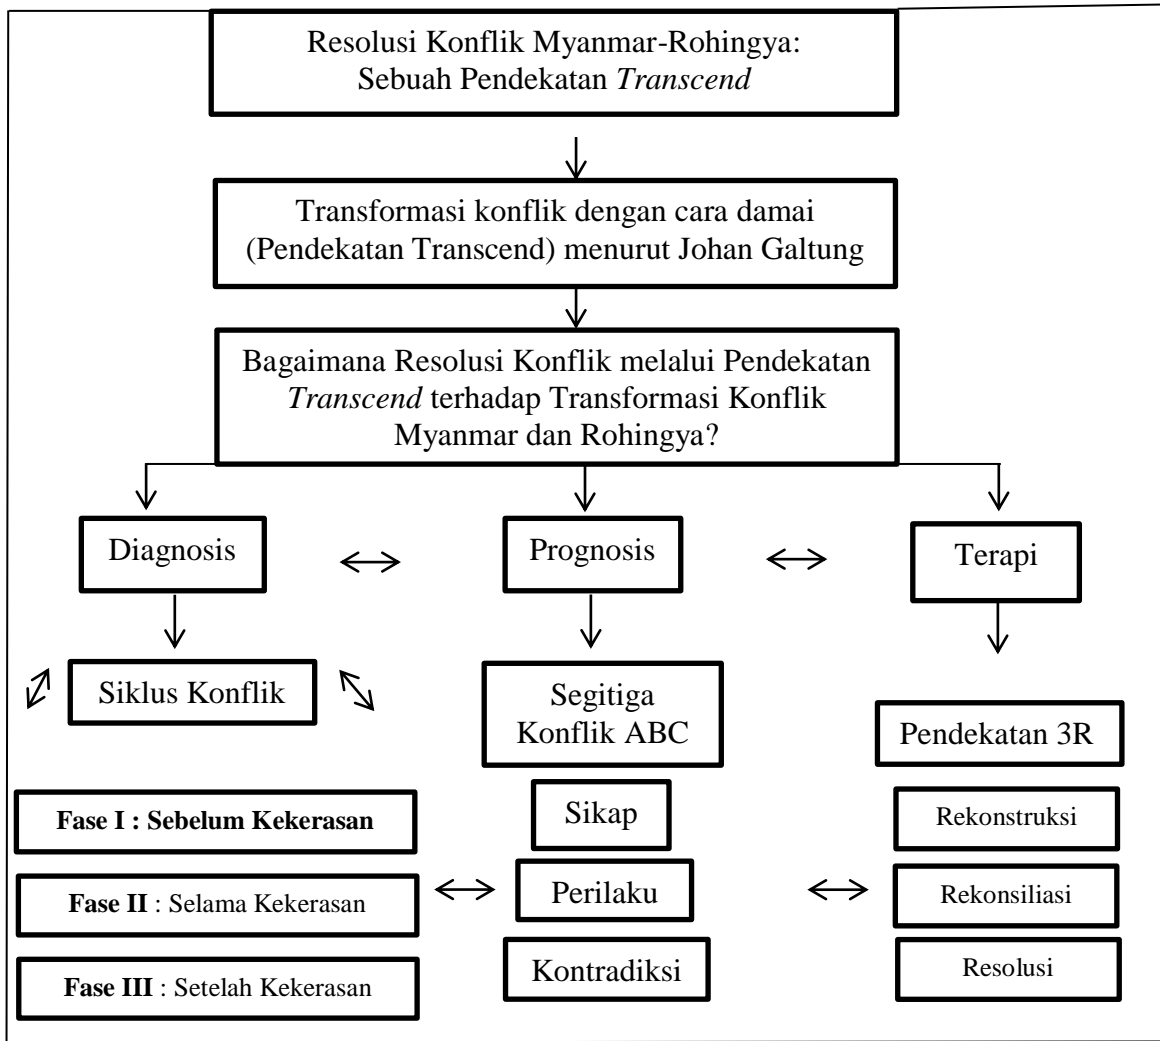 Resolusi Konflik Myanmar-Rohingya:
Sebuah Pendekatan Transcend
Transformasi konflik dengan cara damai
(Pendekatan Transcend) menurut Johan Galtung
Bagaimana Resolusi Konflik melalui Pendekatan
Transcend terhadap Transformasi Konflik
Myanmar dan Rohingya?
Diagnosis
Prognosis
Terapi
Siklus Konflik
Segitiga
Konflik ABC
Pendekatan 3R
Fase I : Sebelum Kekerasan
Sikap
Rekonstruksi
Fase II : Selama Kekerasan
Perilaku
Rekonsiliasi
Fase III : Setelah Kekerasan
Kontradiksi
Resolusi